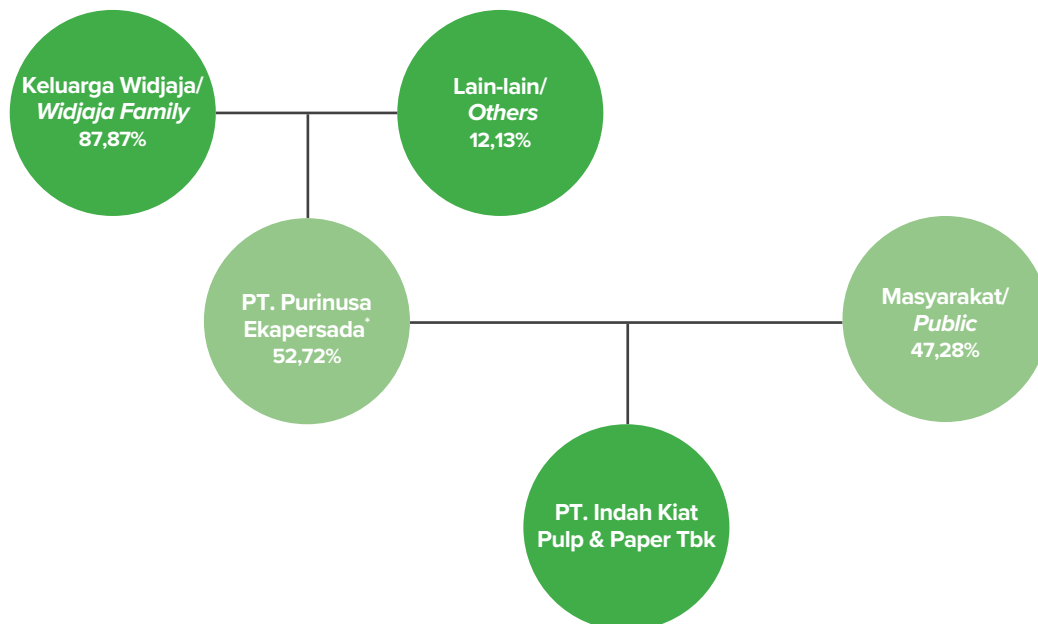 Keluarga Widjaja/
Widjaja Family
87,87%
Lain-lain/
Others
12,13%
PT. Purinusa
Ekapersada*
52,72%
Masyarakat/
Public
47,28%
PT. Indah Kiat
Pulp & Paper Tbk